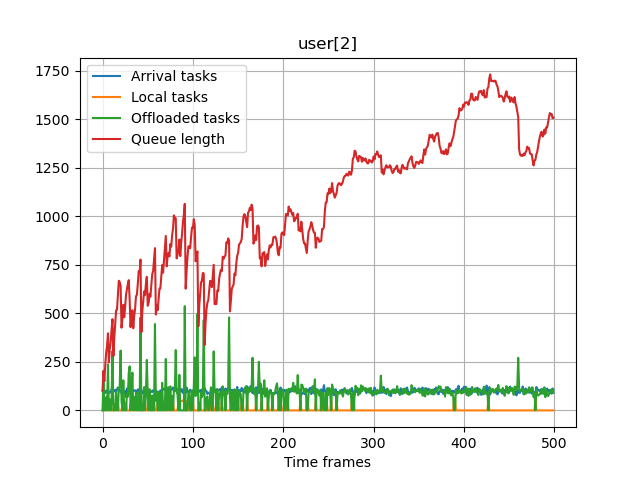 user[2]
Arrival tasks
Local tasks
Offloaded tasks
Queue length
1750
1500
1250
1000
750
500
250
0
0 100 200 300 400 500
Time frames